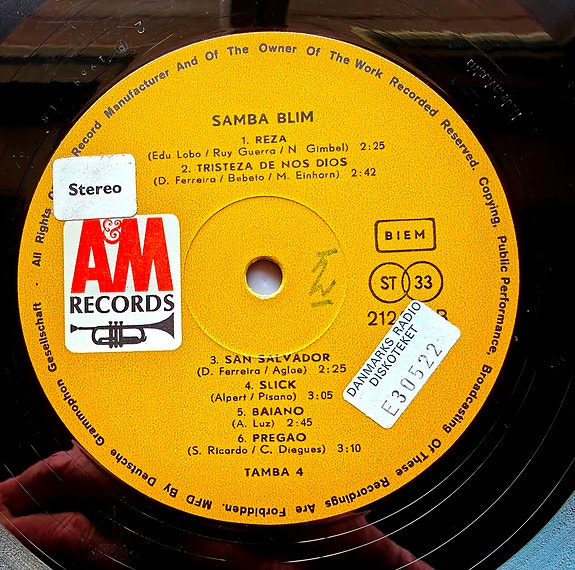 SAMBA BLIM
1. REZA
(Edu Lobo / Ruy Guerra / N Gimbel) 2:25
2. TRISTEZA DE NOS DIOS
(D. Ferreira / Bebeto / M. Einhorn) 2:42
Stereo
A&M
RECORDS
BIEM
ST 33
212
B
DANMARKS RADIO
DISKOTEKET
E30522
3. SAN SALVADOR
(D. Ferreira / Aglae) 2:25
4. SLICK
(Alpert / Pisano) 3:05
5. BAIANO
(A. Luz) 2:45
6. PREGAO
(S. RIcardo / C. Diegues) 3:10
TAMBA 4
MFD By Deutsche Grammophon Gesellschaft · All Rights Record Manufacturer And Of The Owner Of The Work Recorded Reserved. Copying, Public Performance, Broadcasting Of These Recordings Are Forbidden.